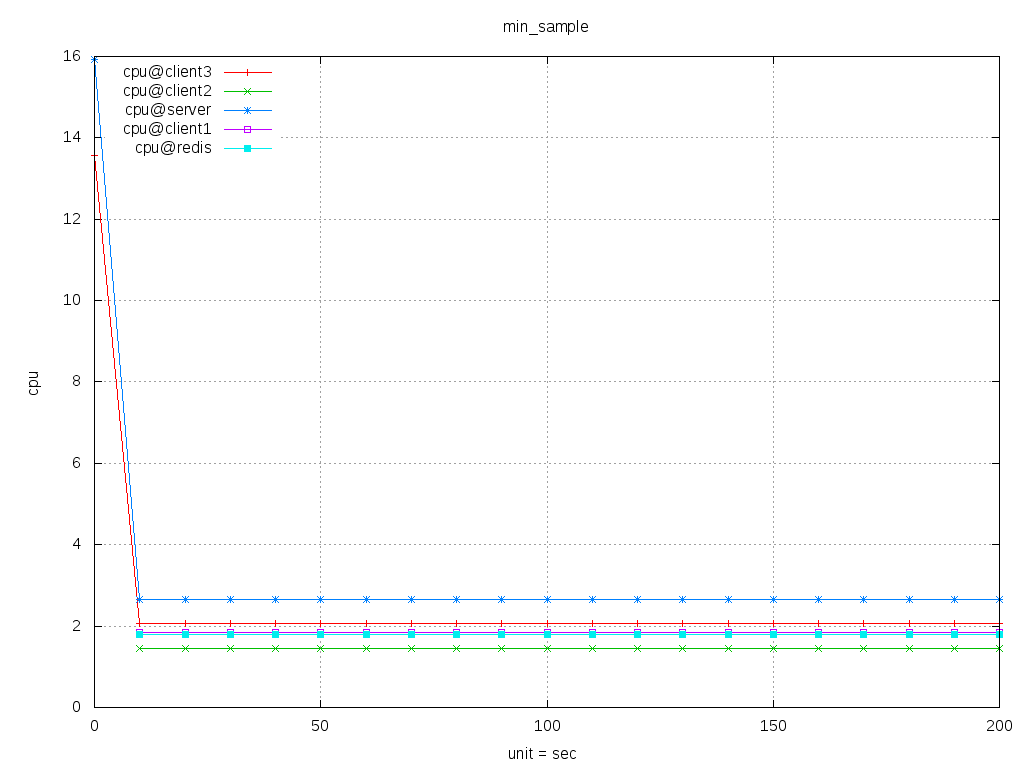 min_sample
16
14
12
10
8
6
4
2
0
cpu
cpu@client3
cpu@client2
cpu@server
cpu@client1
cpu@redis
0 50 100 150 200
unit = sec